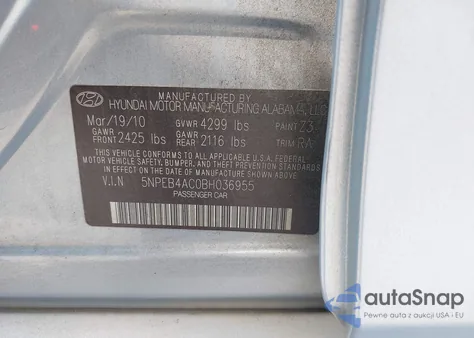 MANUFACTURED BY
HYUNDAI MOTOR MANUFACTURING ALABAMA, LLC
Mar/19/10 GVWR 4299 lbs PAINT Z3
GAWR FRONT 2425 lbs GAWR REAR 2116 lbs TRIM RA
THIS VEHICLE CONFORMS TO ALL APPLICABLE U.S.A. FEDERAL
MOTOR VEHICLE SAFETY, BUMPER, AND THEFT PREVENTION
STANDARDS IN EFFECT ON THE DATE OF MANUFACTURE SHOWN ABOVE.
V.I.N 5NPEB4AC0BH036955
PASSENGER CAR
autoSnap
Pewne auta z aukcji USA i EU